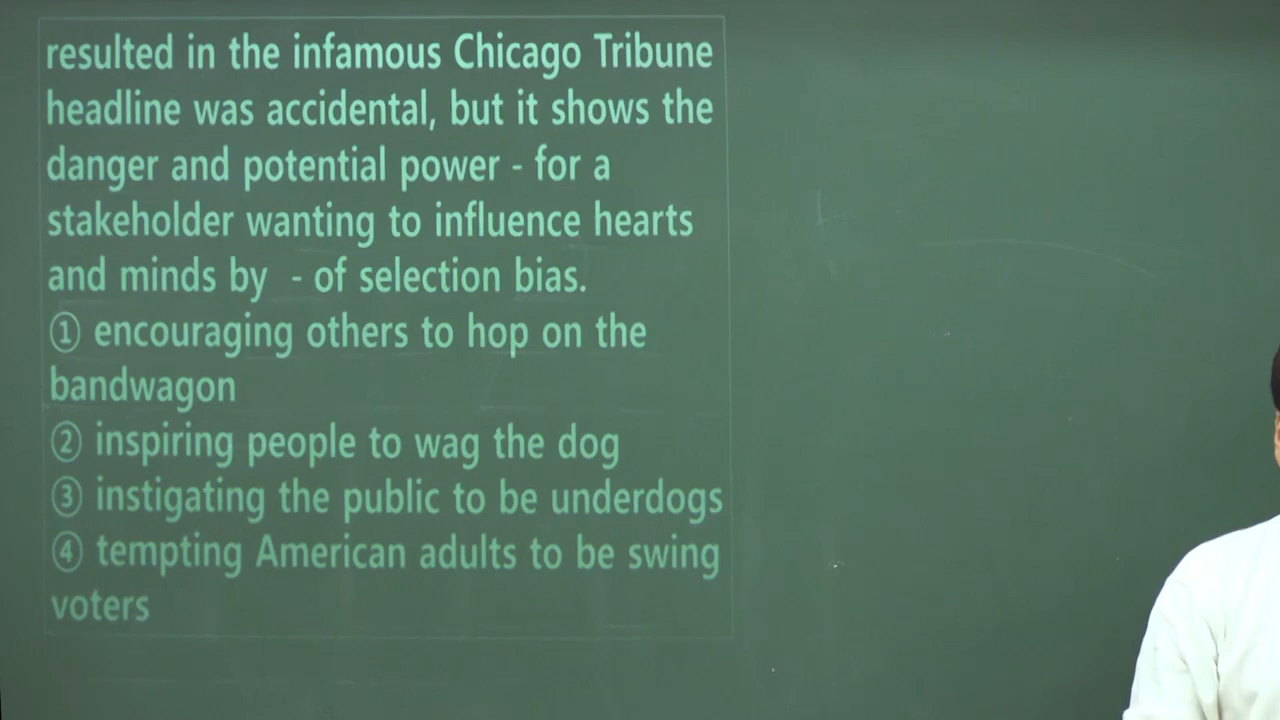 resulted in the infamous Chicago Tribune
headline was accidental, but it shows the
danger and potential power - for a
stakeholder wanting to influence hearts
and minds by  - of selection bias.
① encouraging others to hop on the
bandwagon
② inspiring people to wag the dog
③ instigating the public to be underdogs
④ tempting American adults to be swing
voters